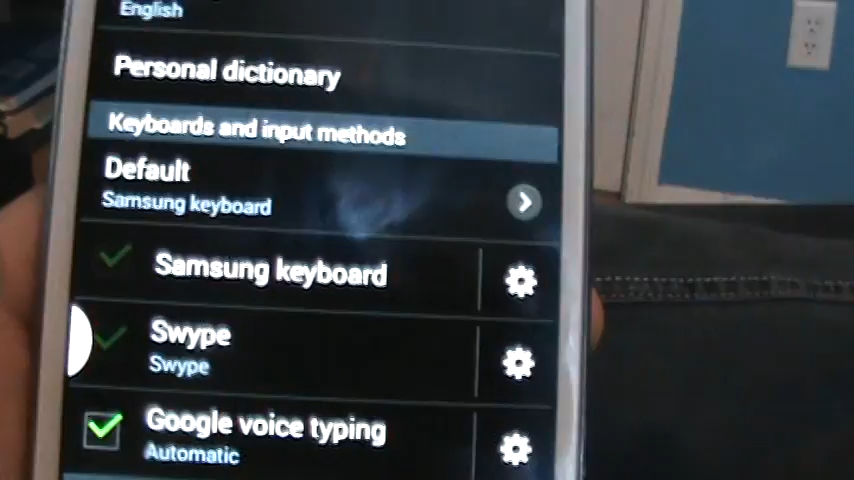 English
Personal dictionary
Keyboards and input methods
Default
Samsung keyboard
Samsung keyboard
Swype
Swype
Google voice typing
Automatic